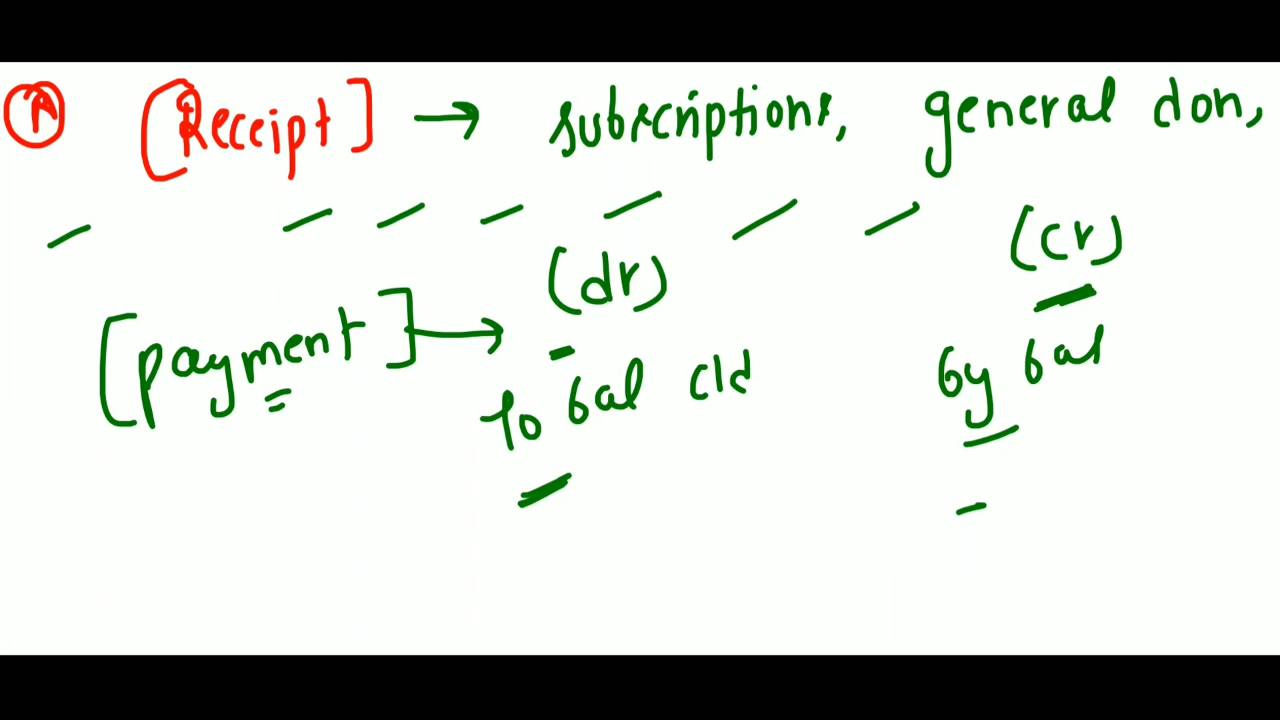 A [Receipt] → subscriptions, general don,
(dr) (cr)
[payment] →
To bal c/d by bal